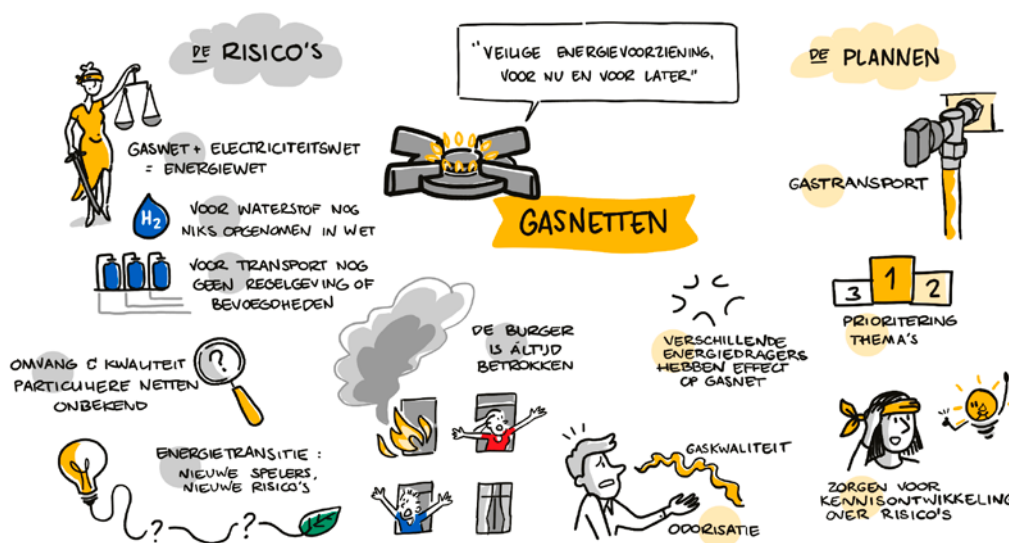 DE RISICO'S
GASWET + ELECTRICITEITSWET
= ENERGIEWET
H2
VOOR WATERSTOF NOG
NIKS OPGENOMEN IN WET
VOOR TRANSPORT NOG
GEEN REGELGEVING OF
BEVOEGDHEDEN
OMVANG & KWALITEIT
PARTICULIERE NETTEN
ONBEKEND
?
ENERGIETRANSITIE:
NIEUWE SPELERS,
NIEUWE RISICO'S
? ?
"VEILIGE ENERGIEVOORZIENING,
VOOR NU EN VOOR LATER"
GASNETTEN
DE BURGER
IS ÁLTIJD
BETROKKEN
VERSCHILLENDE
ENERGIEDRAGERS
HEBBEN EFFECT
OP GASNET
GASKWALITEIT
ODORISATIE
DE PLANNEN
GASTRANSPORT
3 1 2
PRIORITERING
THEMA'S
ZORGEN VOOR
KENNISONTWIKKELING
OVER RISICO'S